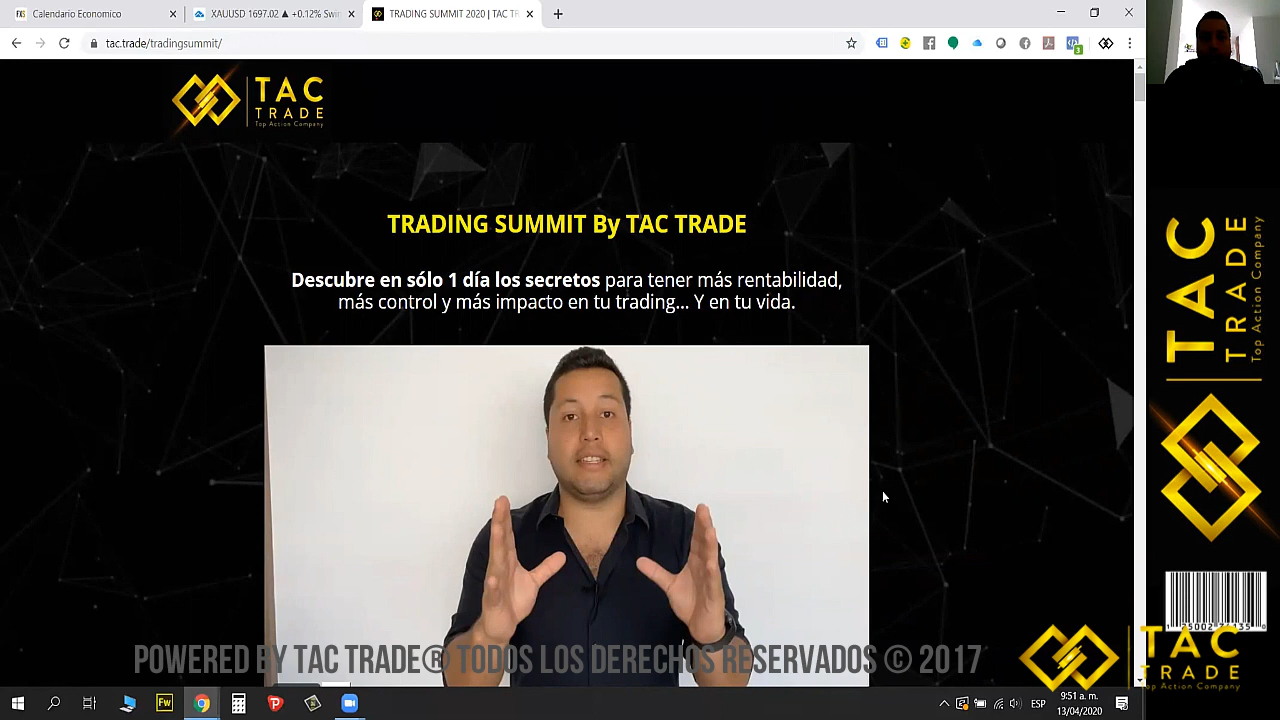 Calendario Economico
XAUUSD 1697.02 ▲ +0.12% Swi
TRADING SUMMIT 2020 | TAC TR
tac.trade/tradingsummit/
TAC
TRADE
Top Action Company
TRADING SUMMIT By TAC TRADE
Descubre en sólo 1 día los secretos para tener más rentabilidad,
más control y más impacto en tu trading... Y en tu vida.
POWERED BY TAC TRADE® TODOS LOS DERECHOS RESERVADOS © 2017
TAC
TRADE
Top Action Company
TAC
TRADE
Top Action Company
Fw
ESP
9:51 a. m.
13/04/2020
3